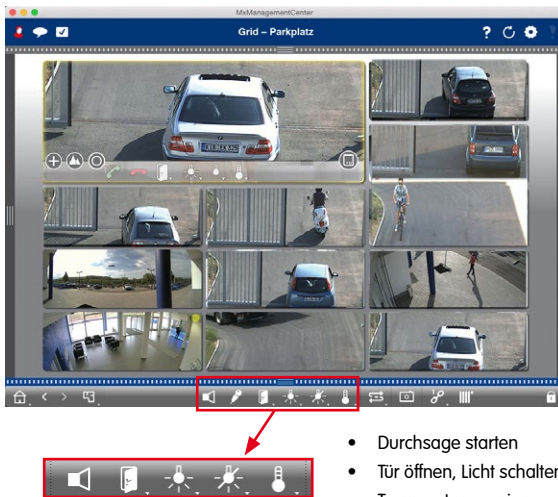 MxManagementCenter
Grid – Parkplatz
• Durchsage starten
• Tür öffnen, Licht schalten